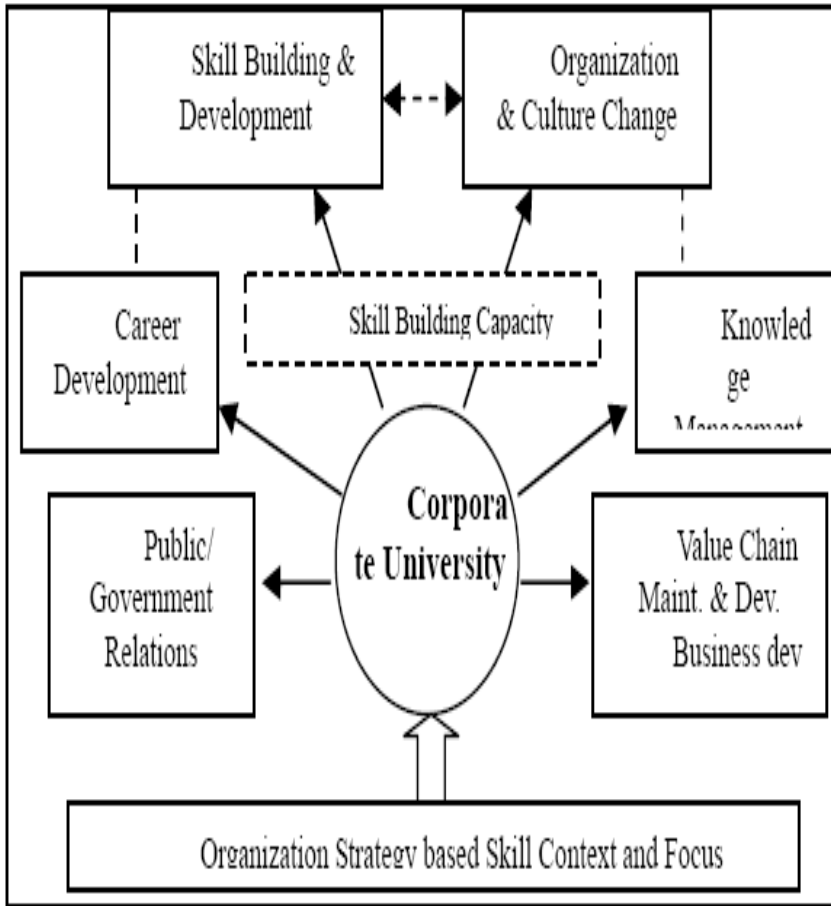 Skill Building &
Development
Organization
& Culture Change
Skill Building Capacity
Career
Development
Knowled
ge
Management
Corpora
te University
Public/
Government
Relations
Value Chain
Maint. & Dev.
Business dev
Organization Strategy based Skill Context and Focus